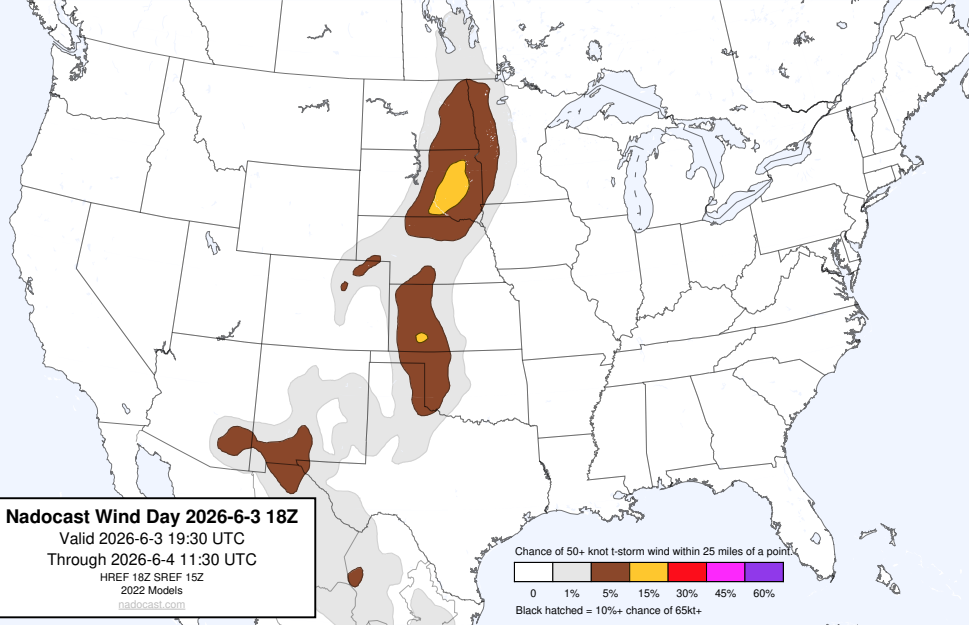 Nadocast Wind Day 2026-6-3 18Z
Valid 2026-6-3 19:30 UTC
Through 2026-6-4 11:30 UTC
HREF 18Z SREF 15Z
2022 Models
nadocast.com
Chance of 50+ knot t-storm wind within 25 miles of a point.
0 1% 5% 15% 30% 45% 60%
Black hatched = 10%+ chance of 65kt+